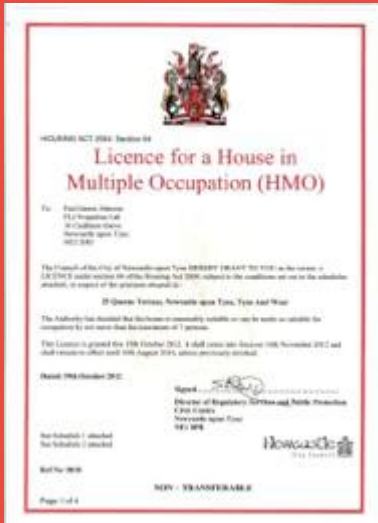 HOUSING ACT 2004, Section 64
Licence for a House in
Multiple Occupation (HMO)
To:
Newcastle upon Tyne
The Council of the City of Newcastle upon Tyne HEREBY GRANT TO YOU
LICENCE under section 64 of the Housing Act 2004, subject to the conditions set out in the schedules
attached, in respect of the premises situated at:
25 Queens Terrace, Newcastle upon Tyne, Tyne And Wear
The Authority has decided that the house is reasonably suitable or can be made so suitable for
occupation by not more than the maximum of 7 persons.
This Licence is granted this 19th October 2012. It shall come into force on November 2012 and
shall remain in effect until August 2014, unless previously revoked.
Dated: 19th October 2012
Signed
Director of Regulatory Services and Public Protection
Civic Centre
Newcastle upon Tyne
NE1 8PB
See Schedule 1 attached
See Schedule 2 attached
Newcastle
City Council
Ref No
NON - TRANSFERABLE
Page 1 of 4